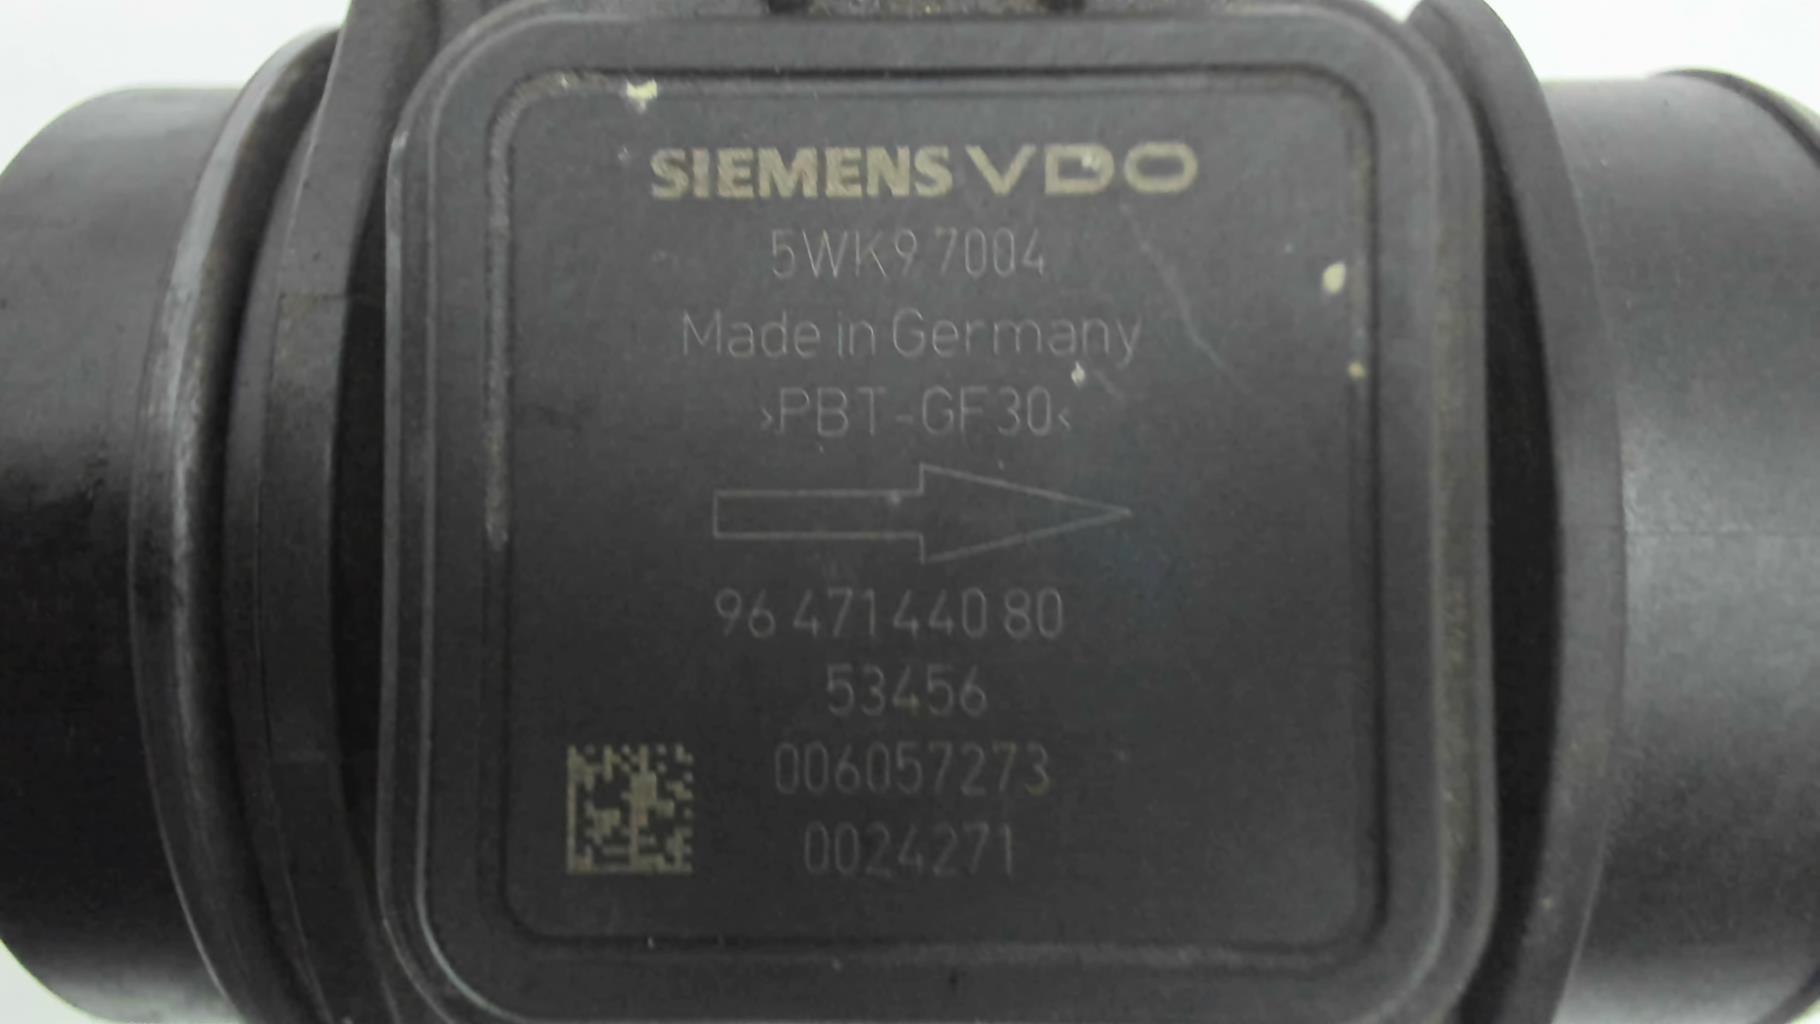 SIEMENS VDO
5WK9 7004
Made in Germany
>PBT-GF30<
96 471 440 80
53456
006057273
0024271